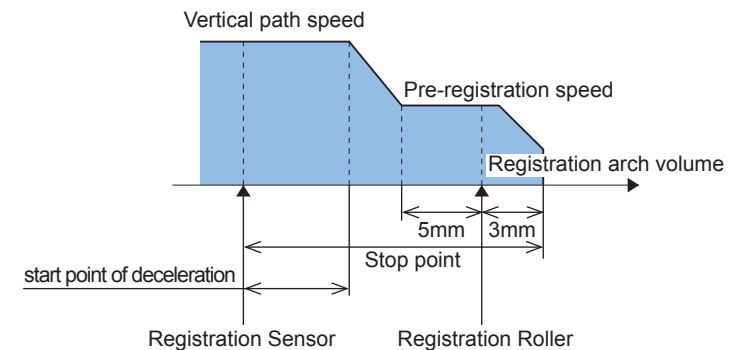 Vertical path speed
Pre-registration speed
Registration arch volume
5mm
3mm
Stop point
start point of deceleration
Registration Sensor
Registration Roller